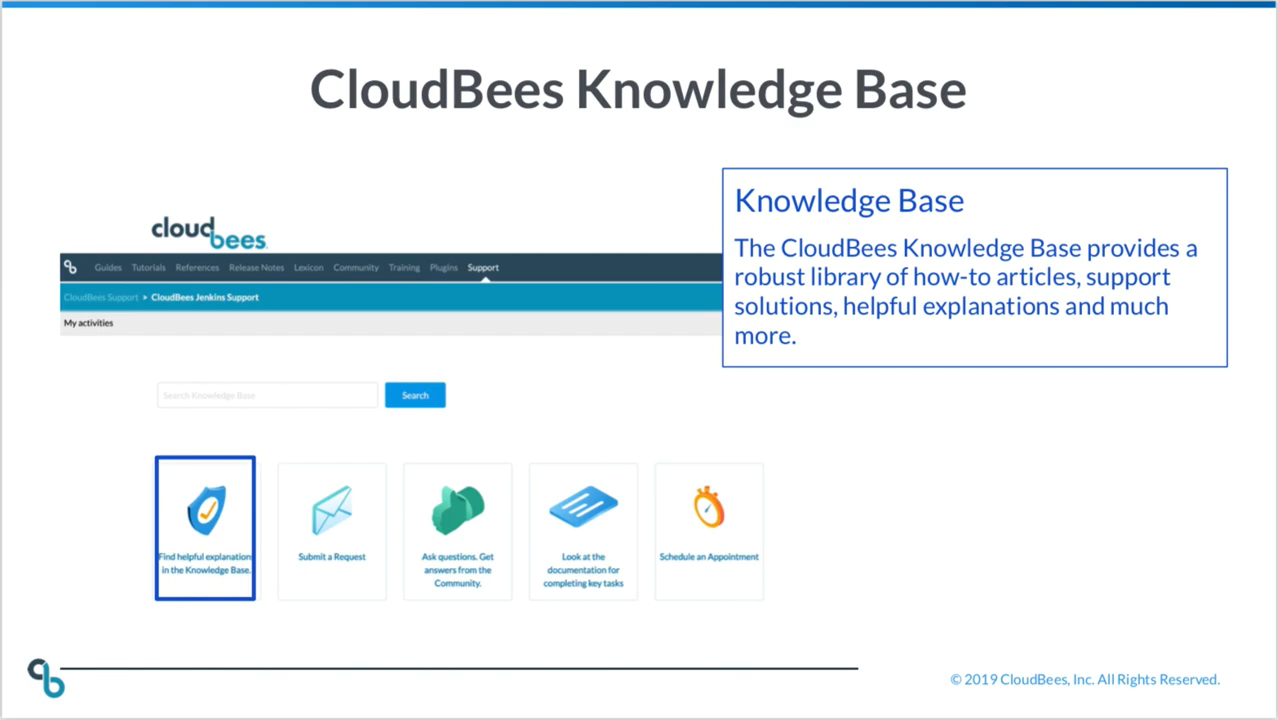 CloudBees Knowledge Base
cloudbees
Guides Tutorials References Release Notes Lexicon Community Training Plugins Support
CloudBees Support > CloudBees Jenkins Support
My activities
Knowledge Base
The CloudBees Knowledge Base provides a
robust library of how-to articles, support
solutions, helpful explanations and much
more.
Search Knowledge Base Search
Find helpful explanation
in the Knowledge Base.
Submit a Request
Ask questions. Get
answers from the
Community.
Look at the
documentation for
completing key tasks
Schedule an Appointment
© 2019 CloudBees, Inc. All Rights Reserved.